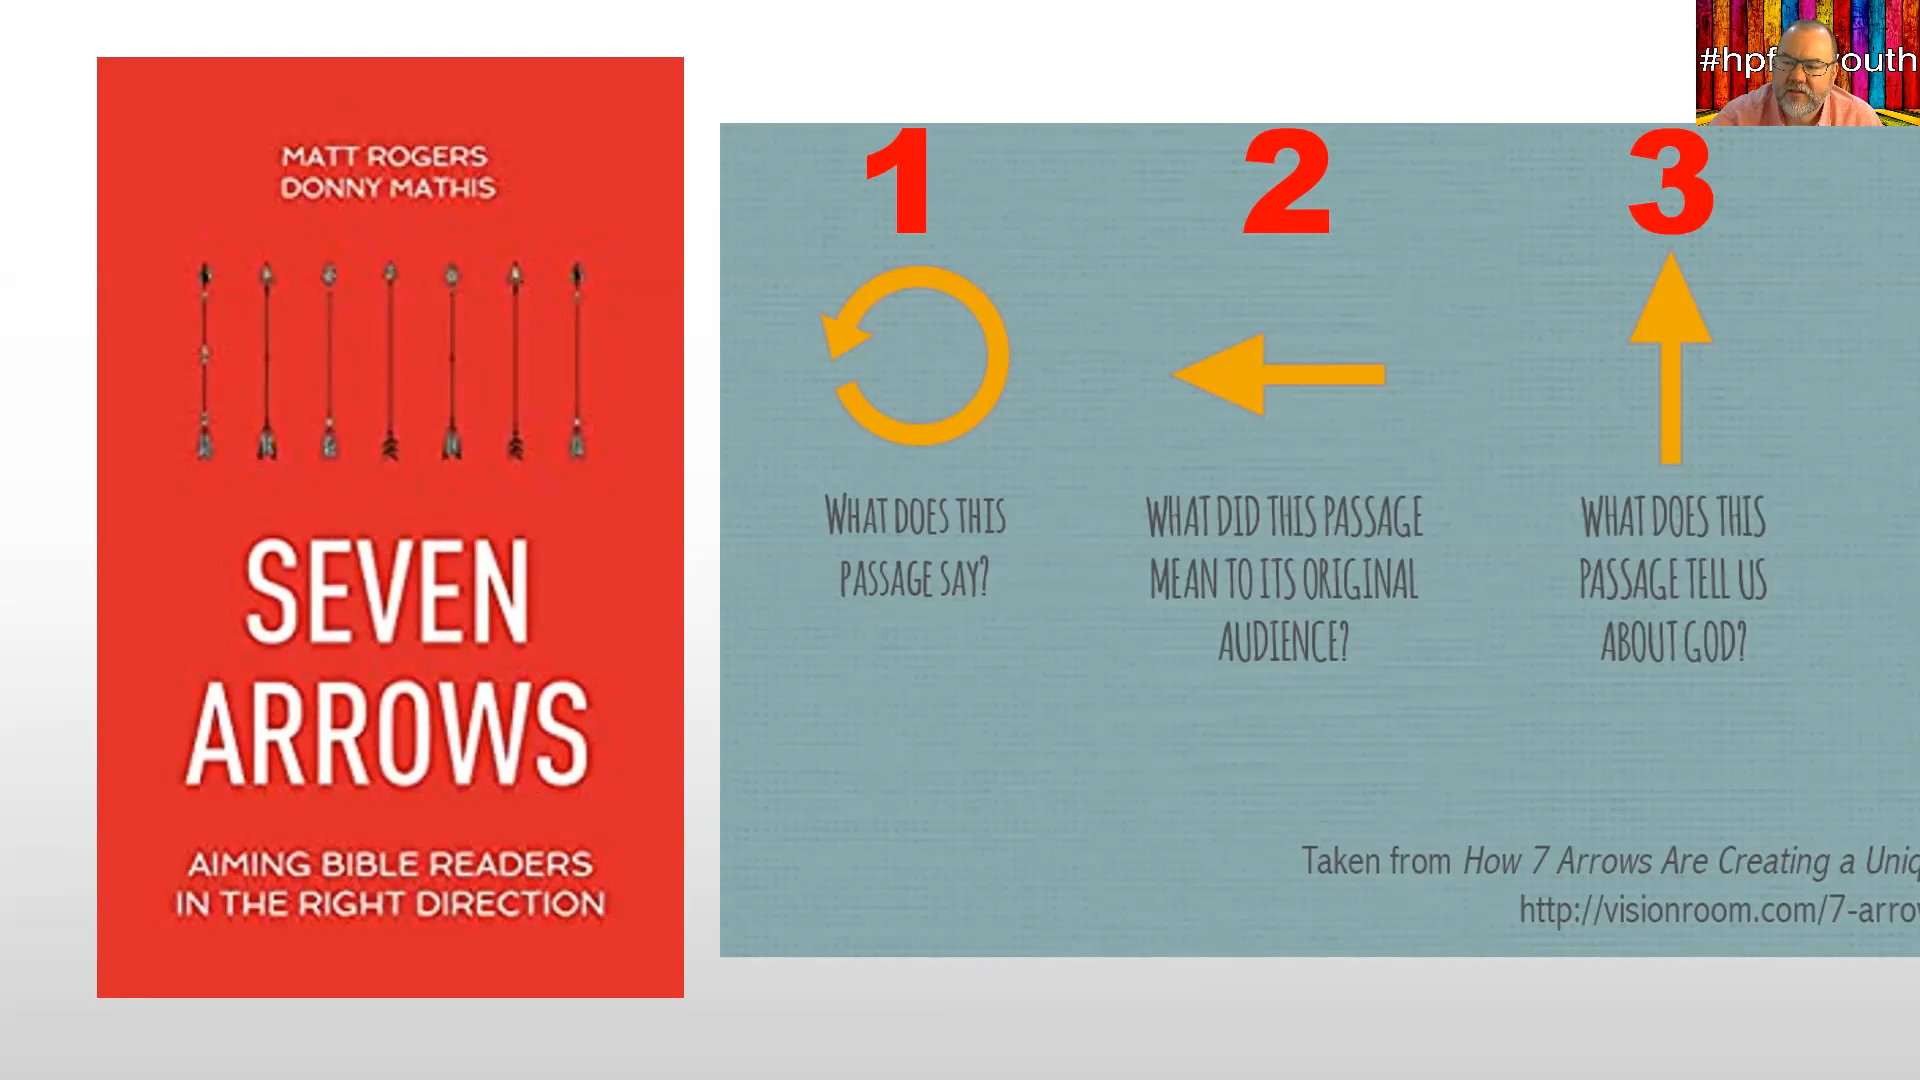 MATT ROGERS
DONNY MATHIS
SEVEN
ARROWS
AIMING BIBLE READERS
IN THE RIGHT DIRECTION
1
WHAT DOES THIS
PASSAGE SAY?
2
WHAT DID THIS PASSAGE
MEAN TO ITS ORIGINAL
AUDIENCE?
3
WHAT DOES THIS
PASSAGE TELL US
ABOUT GOD?
Taken from How 7 Arrows Are Creating a
http://visionroom.com/7-arro